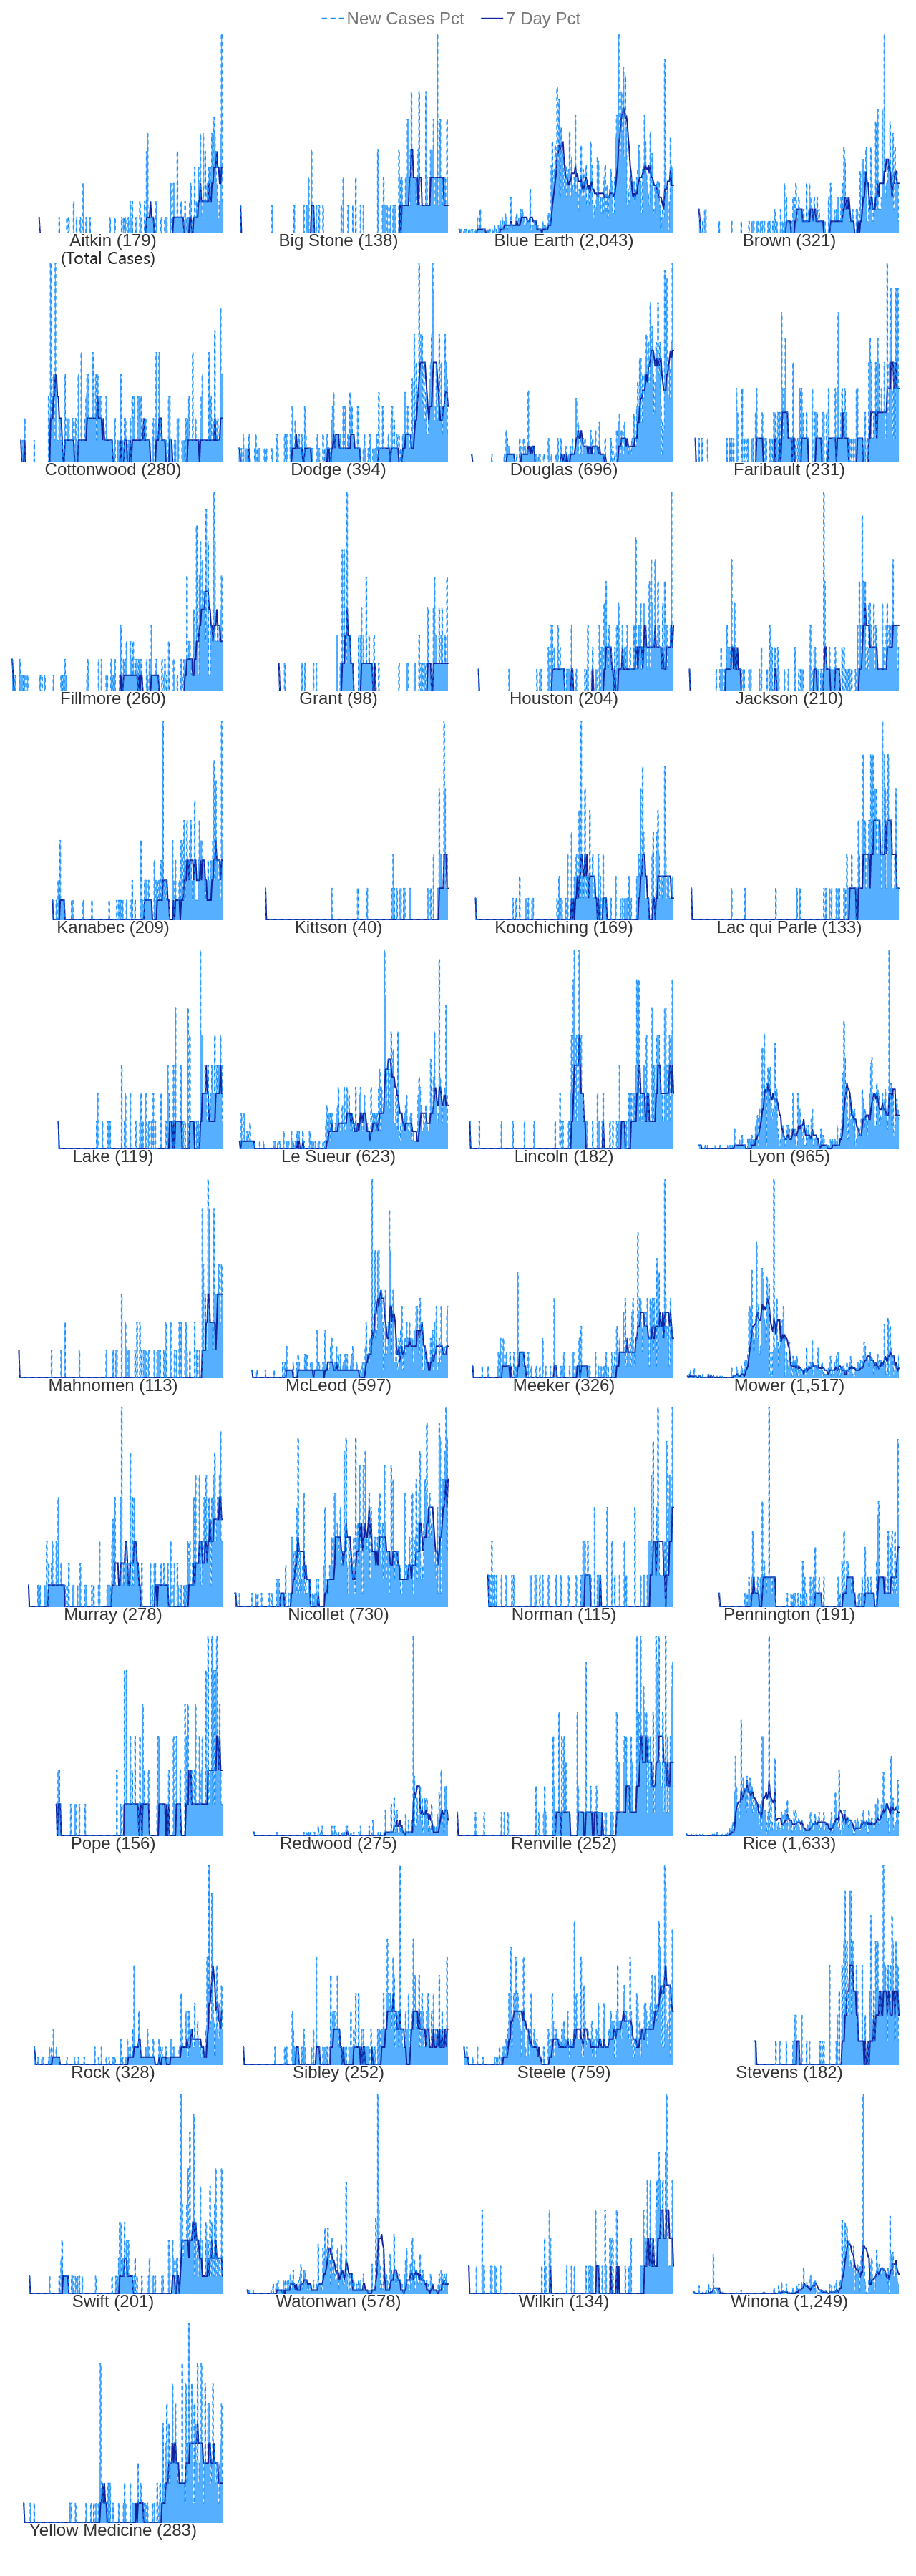 New Cases Pct 7 Day Pct
Aitkin (179) Big Stone (138) Blue Earth (2,043) Brown (321)
(Total Cases)
Cottonwood (280) Dodge (394) Douglas (696) Faribault (231)
Fillmore (260) Grant (98) Houston (204) Jackson (210)
Kanabec (209) Kittson (40) Koochiching (169) Lac qui Parle (133)
Lake (119) Le Sueur (623) Lincoln (182) Lyon (965)
Mahnomen (113) McLeod (597) Meeker (326) Mower (1,517)
Murray (278) Nicollet (730) Norman (115) Pennington (191)
Pope (156) Redwood (275) Renville (252) Rice (1,633)
Rock (328) Sibley (252) Steele (759) Stevens (182)
Swift (201) Watonwan (578) Wilkin (134) Winona (1,249)
Yellow Medicine (283)